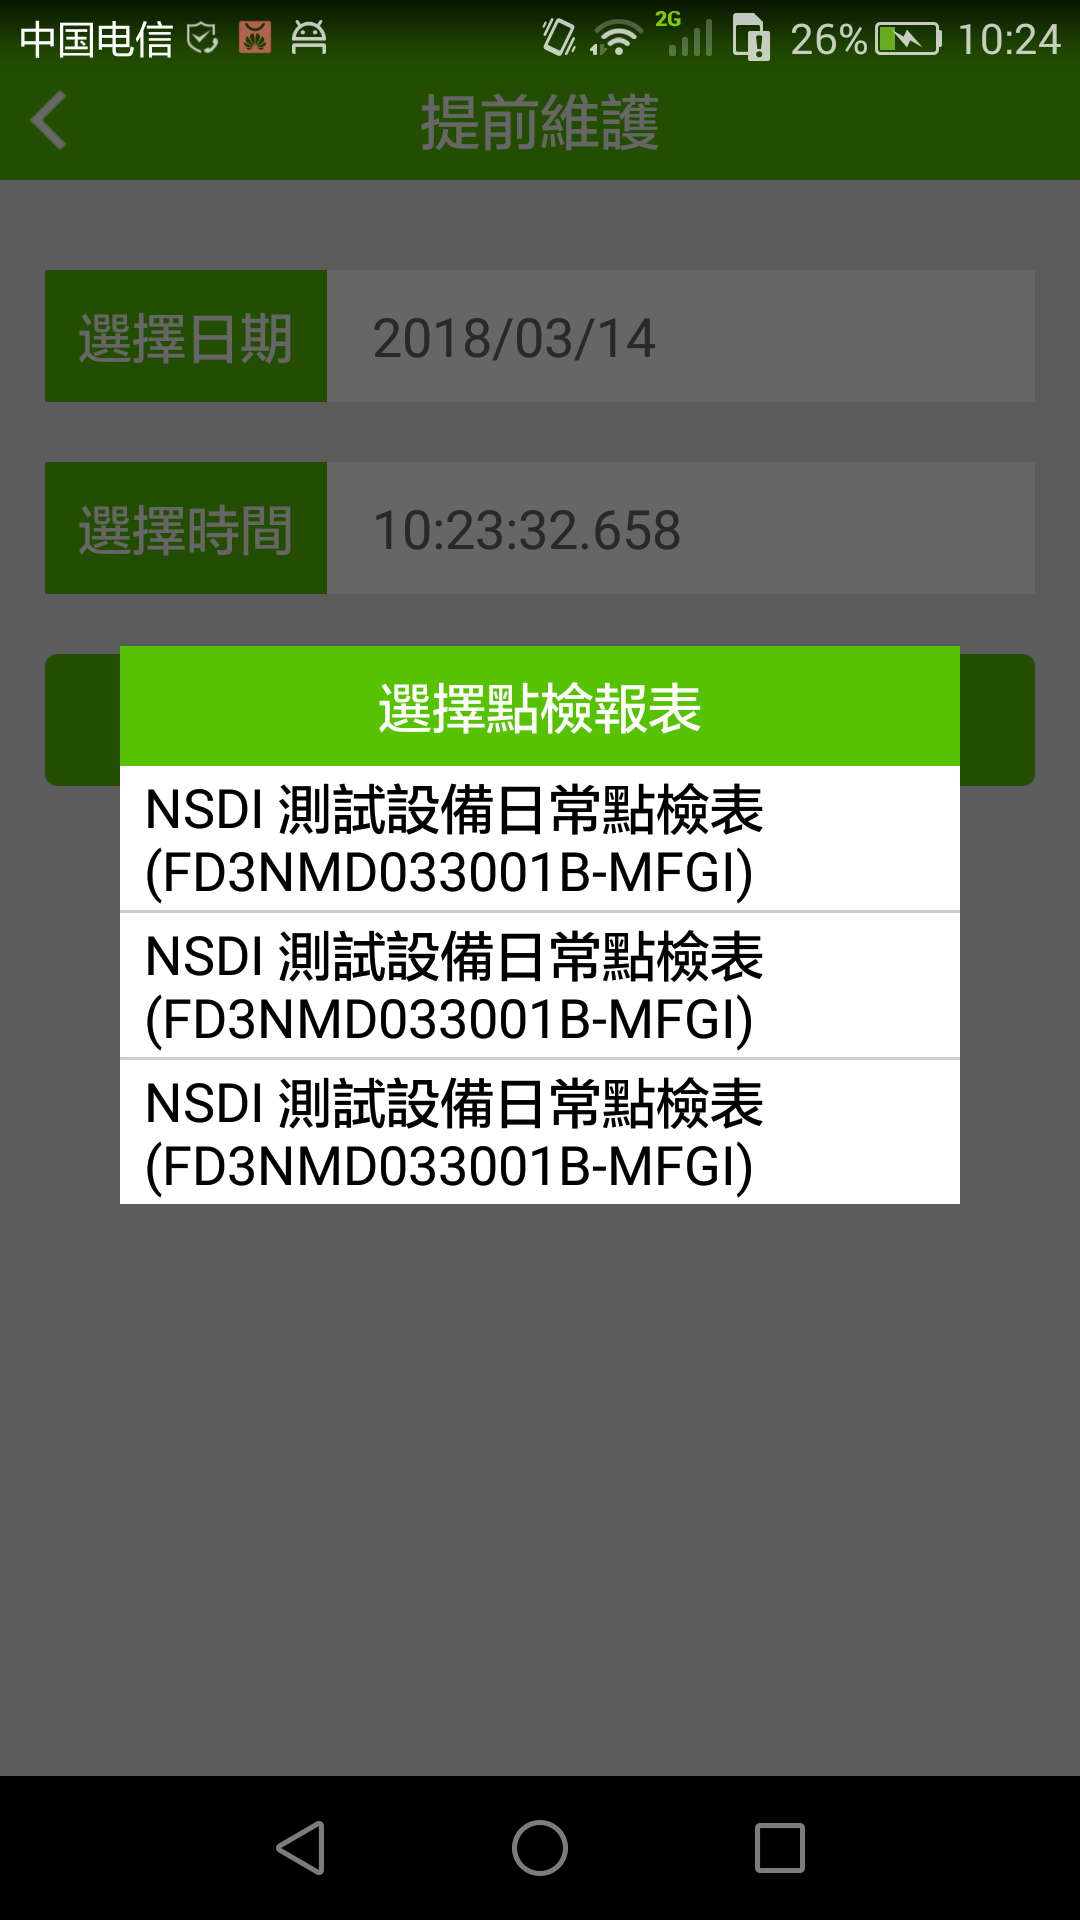 中国电信 2G 26% 10:24
提前維護
選擇日期 2018/03/14
選擇時間 10:23:32.658
選擇點檢報表
NSDI 測試設備日常點檢表
(FD3NMD033001B-MFGI)
NSDI 測試設備日常點檢表
(FD3NMD033001B-MFGI)
NSDI 測試設備日常點檢表
(FD3NMD033001B-MFGI)